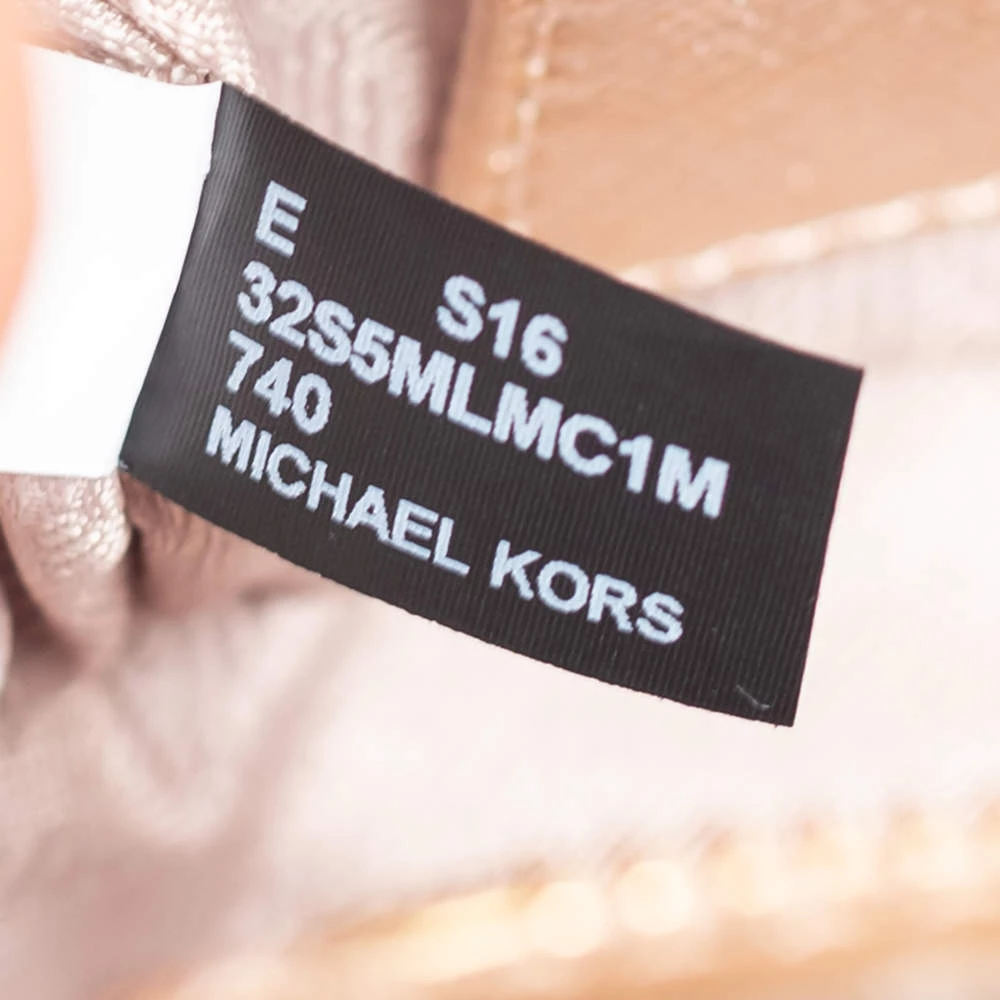 E
S16
32S5MLMC1M
740
MICHAEL KORS